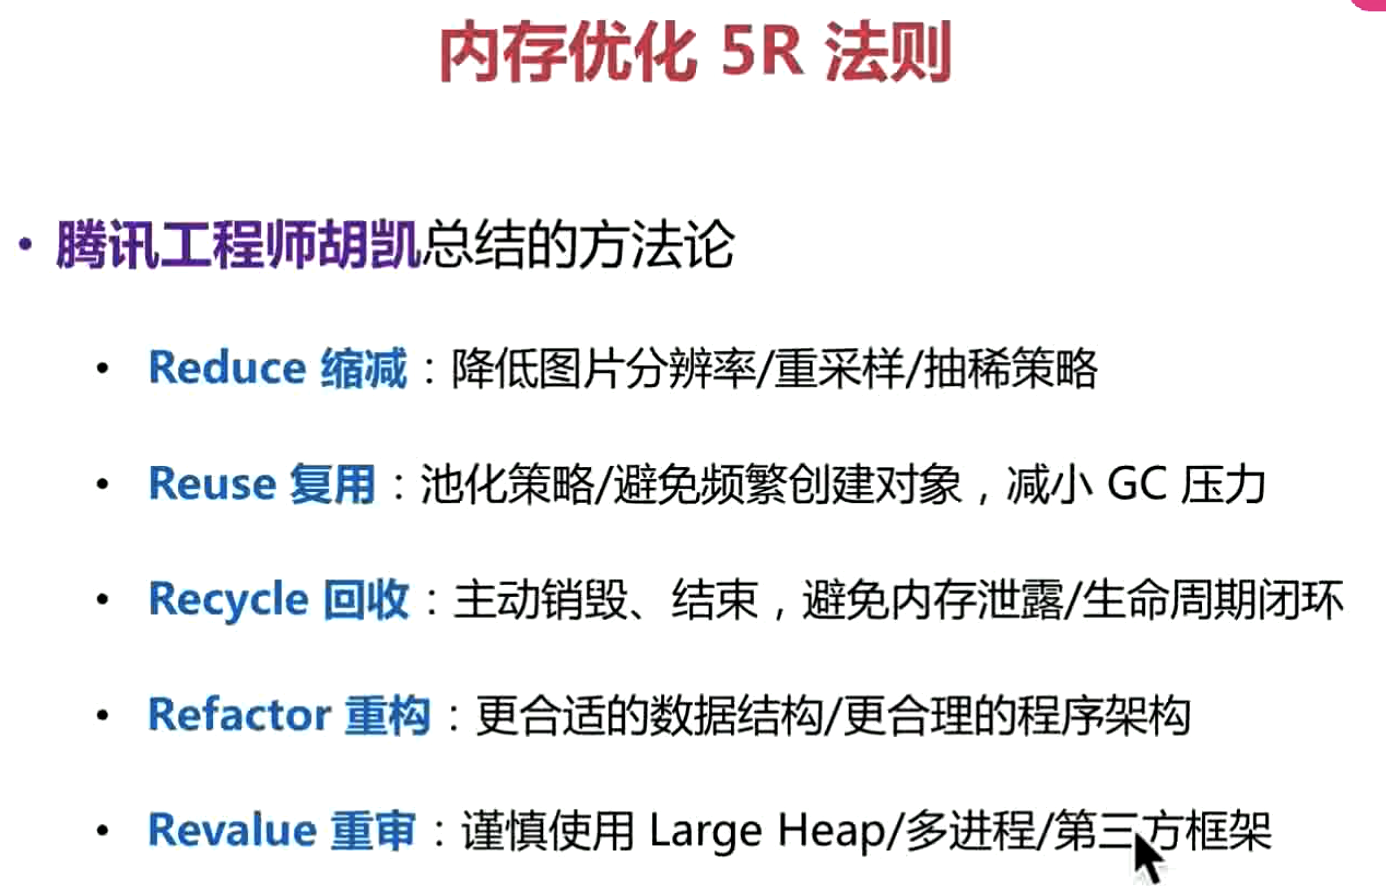 内存优化 5R 法则
• 腾讯工程师胡凯总结的方法论
• Reduce 缩减：降低图片分辨率/重采样/抽稀策略
• Reuse 复用：池化策略/避免频繁创建对象，减小 GC 压力
• Recycle 回收：主动销毁、结束，避免内存泄露/生命周期闭环
• Refactor 重构：更合适的数据结构/更合理的程序架构
• Revalue 重审：谨慎使用 Large Heap/多进程/第三方框架